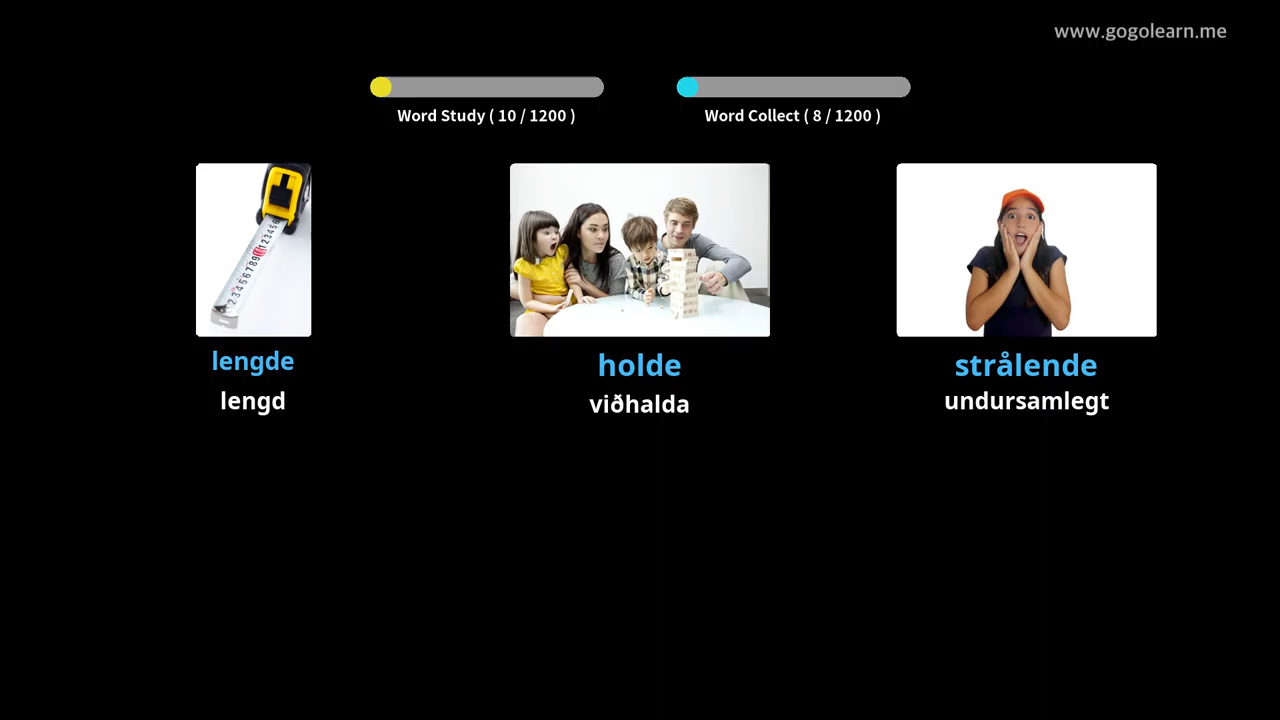 www.gogolearn.me
Word Study ( 10 / 1200 )
Word Collect ( 8 / 1200 )
lengde
lengd
holde
viðhalda
strålende
undursamlegt